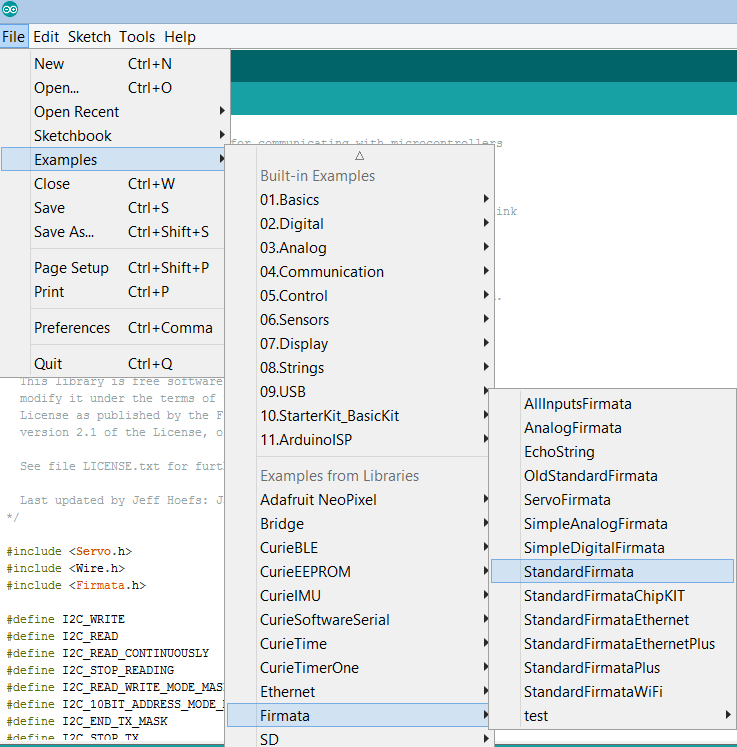 File Edit Sketch Tools Help
New Ctrl+N
Open... Ctrl+O
Open Recent
Sketchbook
Examples
Close Ctrl+W
Save Ctrl+S
Save As... Ctrl+Shift+S
Page Setup Ctrl+Shift+P
Print Ctrl+P
Preferences Ctrl+Comma
Quit Ctrl+Q
for communicating with microcontrollers
ink
Built-in Examples
01.Basics
02.Digital
03.Analog
04.Communication
05.Control
06.Sensors
07.Display
08.Strings
09.USB
10.StarterKit_BasicKit
11.ArduinoISP
Examples from Libraries
Adafruit NeoPixel
Bridge
CurieBLE
CurieEEPROM
CurieIMU
CurieSoftwareSerial
CurieTime
CurieTimerOne
Ethernet
Firmata
SD
AllInputsFirmata
AnalogFirmata
EchoString
OldStandardFirmata
ServoFirmata
SimpleAnalogFirmata
SimpleDigitalFirmata
StandardFirmata
StandardFirmataChipKIT
StandardFirmataEthernet
StandardFirmataEthernetPlus
StandardFirmataPlus
StandardFirmataWiFi
test
This library is free software
modify it under the terms of
License as published by the F
version 2.1 of the License, o
See file LICENSE.txt for furt
Last updated by Jeff Hoefs: J
*/
#include <Servo.h>
#include <Wire.h>
#include <Firmata.h>
#define I2C_WRITE
#define I2C_READ
#define I2C_READ_CONTINUOUSLY
#define I2C_STOP_READING
#define I2C_READ_WRITE_MODE_MAS
#define I2C_10BIT_ADDRESS_MODE_
#define I2C_END_TX_MASK
#define I2C_STOP_TX